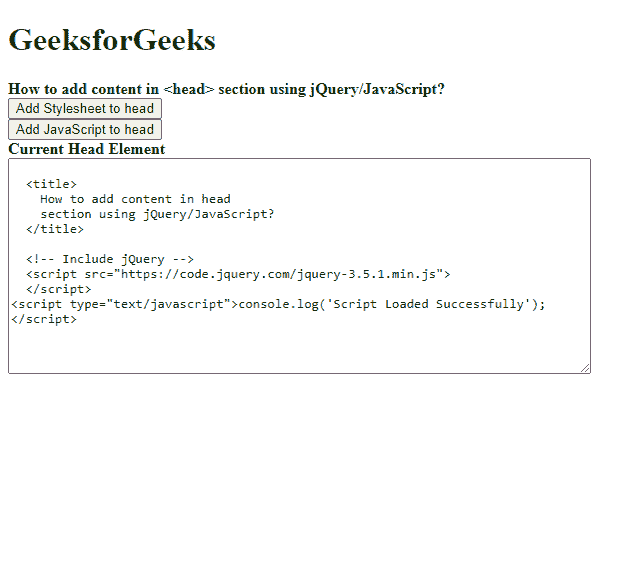 GeeksforGeeks
How to add content in <head> section using jQuery/JavaScript?
Add Stylesheet to head
Add JavaScript to head
Current Head Element
<title>
How to add content in head
section using jQuery/JavaScript?
</title>
<!-- Include jQuery -->
<script src="https://code.jquery.com/jquery-3.5.1.min.js">
</script>
<script type="text/javascript">console.log('Script Loaded Successfully');
</script>